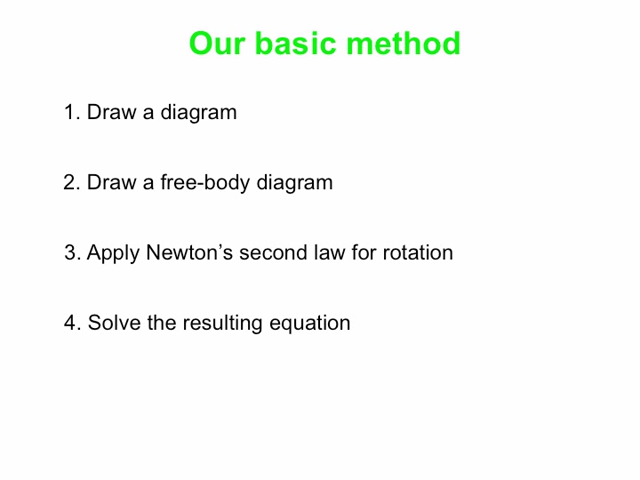 Our basic method
1. Draw a diagram
2. Draw a free-body diagram
3. Apply Newton’s second law for rotation
4. Solve the resulting equation